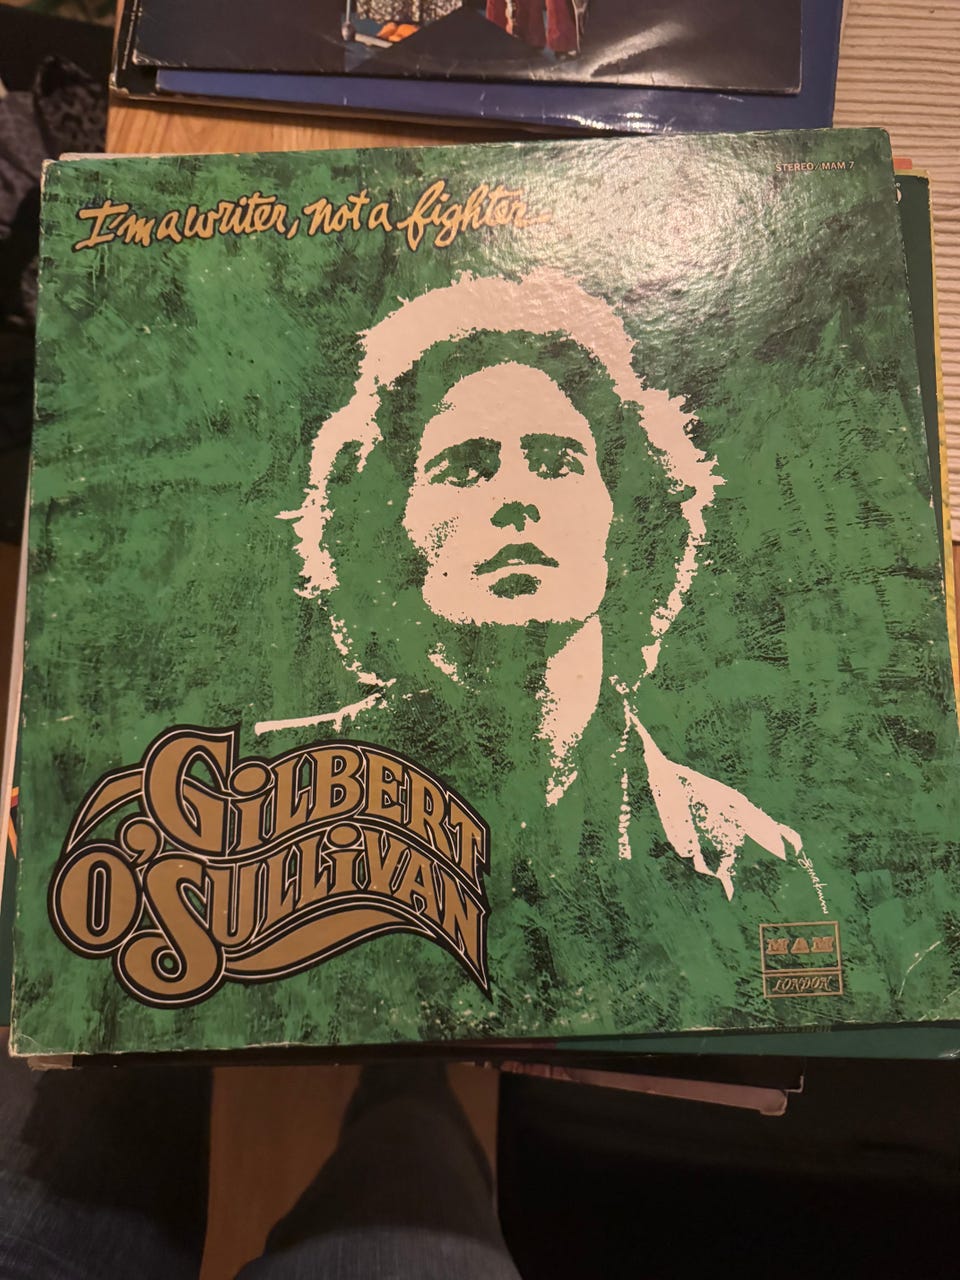 STEREO/MAM 7
I'm a writer, not a fighter
GiLBERT
O'SULLiVAN
MAM
LONDON